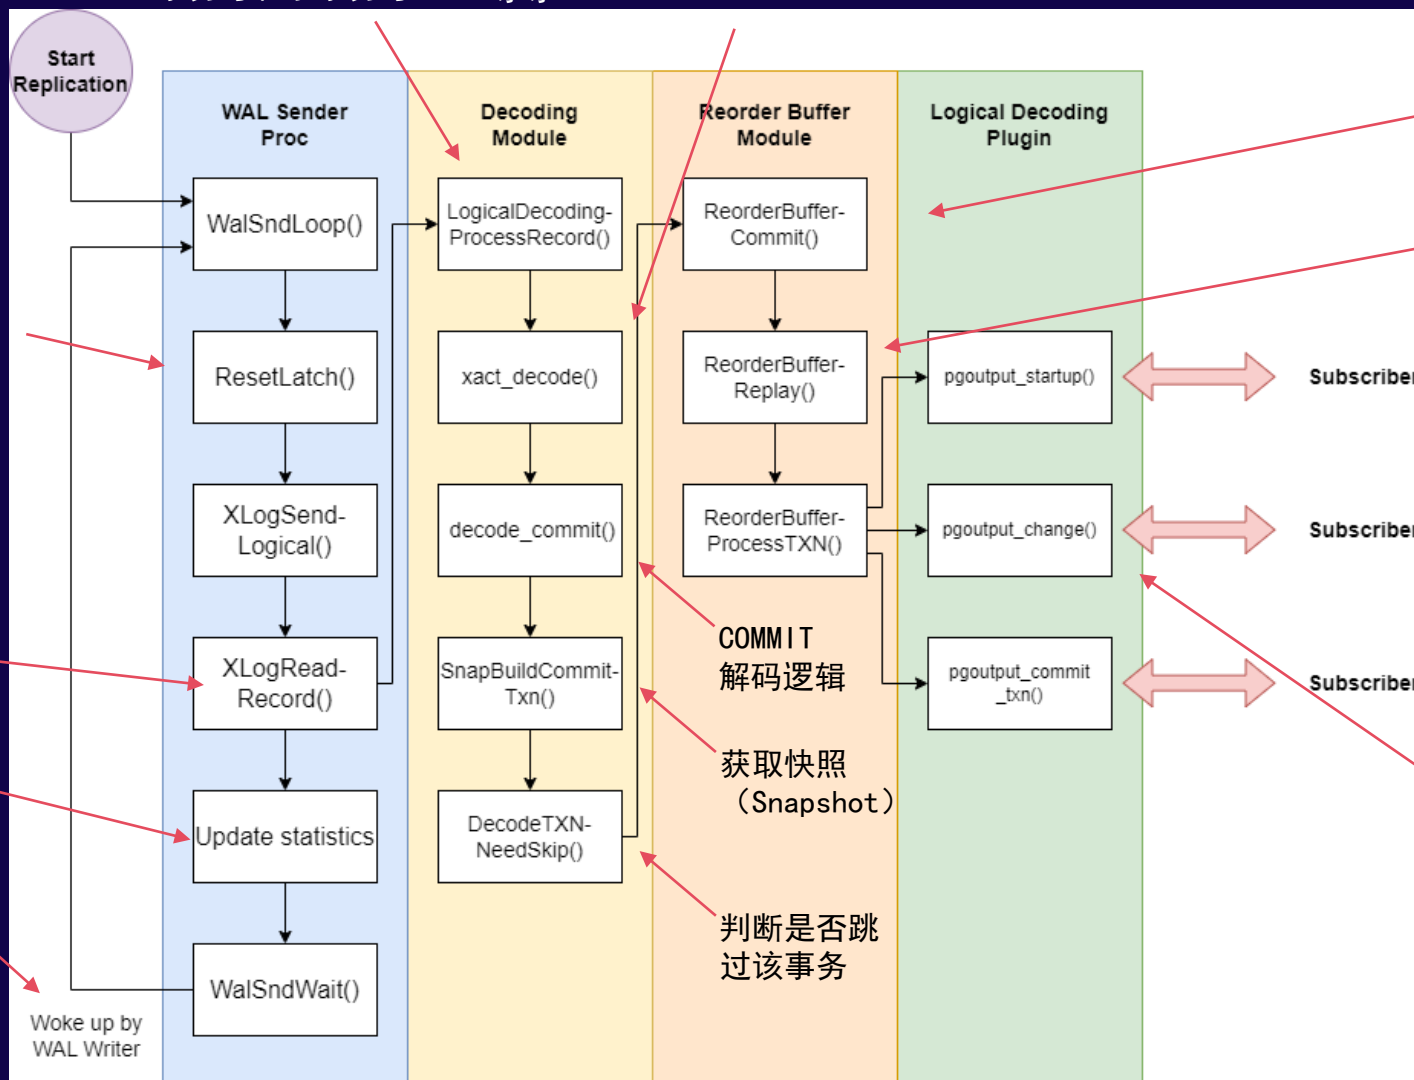 Start
Replication
WAL Sender
Proc
Decoding
Module
Reorder Buffer
Module
Logical Decoding
Plugin
WalSndLoop()
ResetLatch()
XLogSend-
Logical()
XLogRead-
Record()
Update statistics
WalSndWait()
Woke up by
WAL Writer
LogicalDecoding-
ProcessRecord()
xact_decode()
decode_commit()
SnapBuildCommit-
Txn()
DecodeTXN-
NeedSkip()
ReorderBuffer-
Commit()
ReorderBuffer-
Replay()
ReorderBuffer-
ProcessTXN()
COMMIT
解码逻辑
获取快照
（Snapshot）
判断是否跳
过该事务
pgoutput_startup()
pgoutput_change()
pgoutput_commit
_txn()
Subscriber
Subscriber
Subscriber